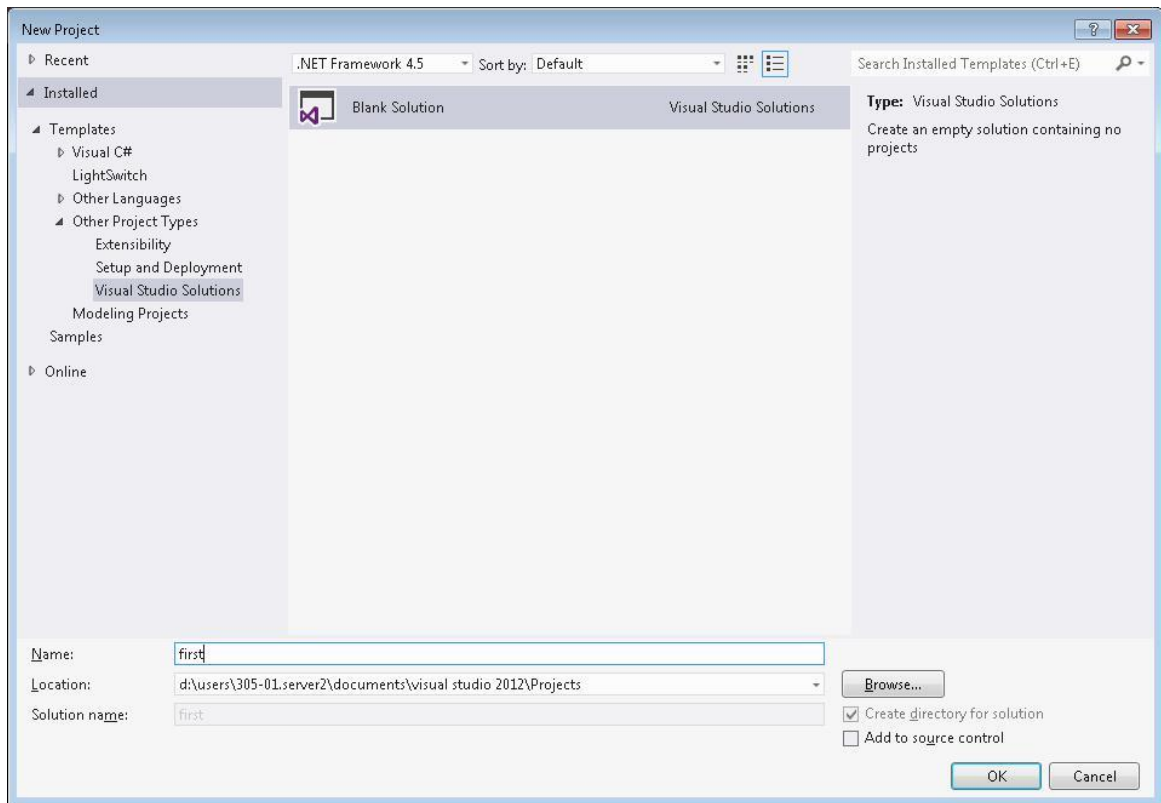 New Project
Recent
.NET Framework 4.5 Sort by: Default
Search Installed Templates (Ctrl+E)
Installed
Templates
Visual C#
LightSwitch
Other Languages
Other Project Types
Extensibility
Setup and Deployment
Visual Studio Solutions
Modeling Projects
Samples
Online
Blank Solution Visual Studio Solutions
Type: Visual Studio Solutions
Create an empty solution containing no
projects
Name: first
Location: d:\users\305-01.server2\documents\visual studio 2012\Projects Browse...
Solution name: first Create directory for solution
Add to source control
OK Cancel